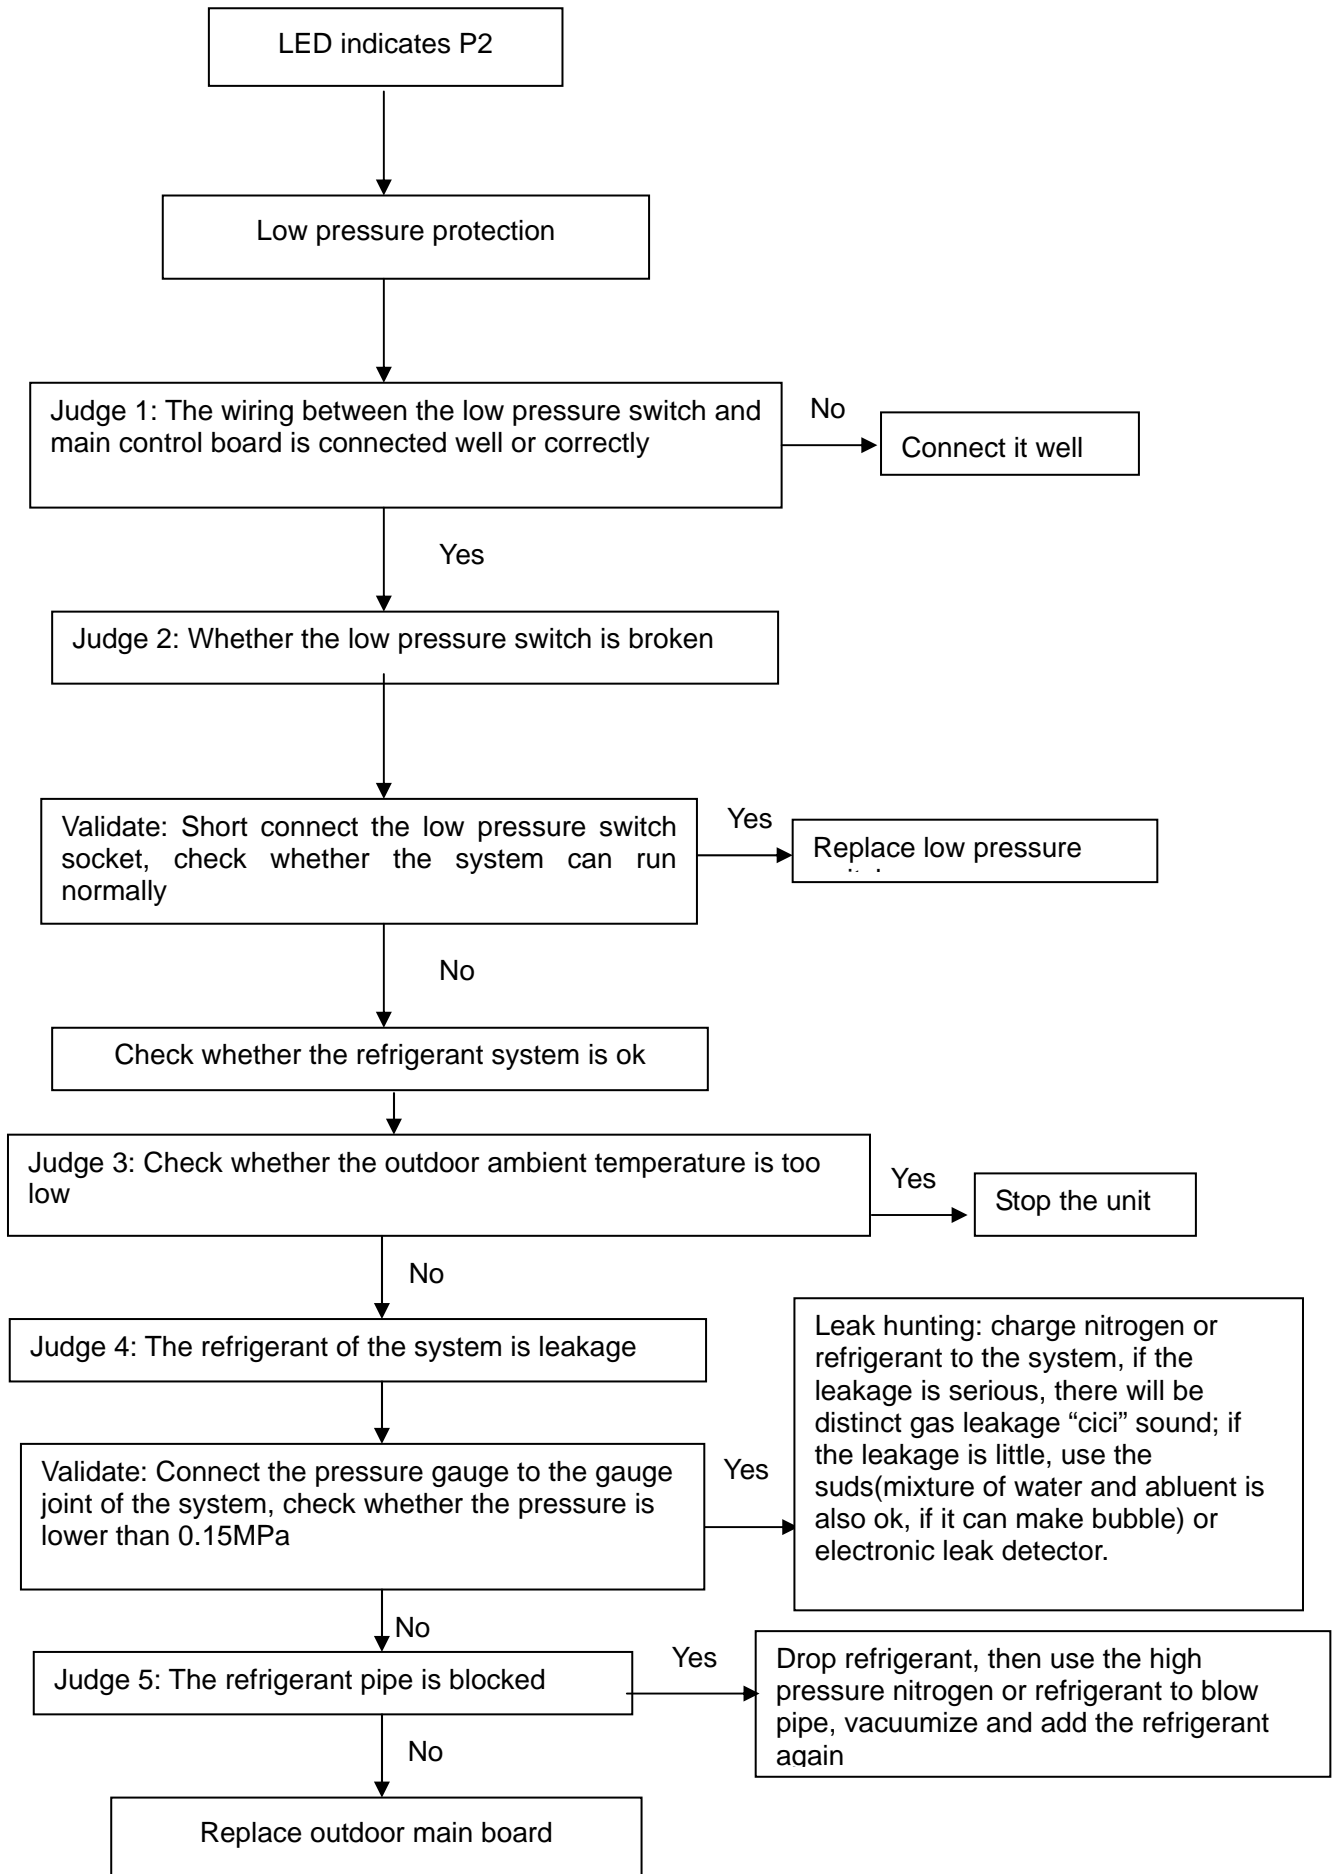 LED indicates P2
Low pressure protection
Judge 1: The wiring between the low pressure switch and
main control board is connected well or correctly
No
Connect it well
Yes
Judge 2: Whether the low pressure switch is broken
Validate: Short connect the low pressure switch
socket, check whether the system can run
normally
Yes
Replace low pressure
No
Check whether the refrigerant system is ok
Judge 3: Check whether the outdoor ambient temperature is too
low
Yes
Stop the unit
No
Judge 4: The refrigerant of the system is leakage
Validate: Connect the pressure gauge to the gauge
joint of the system, check whether the pressure is
lower than 0.15MPa
Yes
Leak hunting: charge nitrogen or
refrigerant to the system, if the
leakage is serious, there will be
distinct gas leakage “cici” sound; if
the leakage is little, use the
suds(mixture of water and abluent is
also ok, if it can make bubble) or
electronic leak detector.
No
Judge 5: The refrigerant pipe is blocked
Yes
Drop refrigerant, then use the high
pressure nitrogen or refrigerant to blow
pipe, vacuumize and add the refrigerant
again
No
Replace outdoor main board